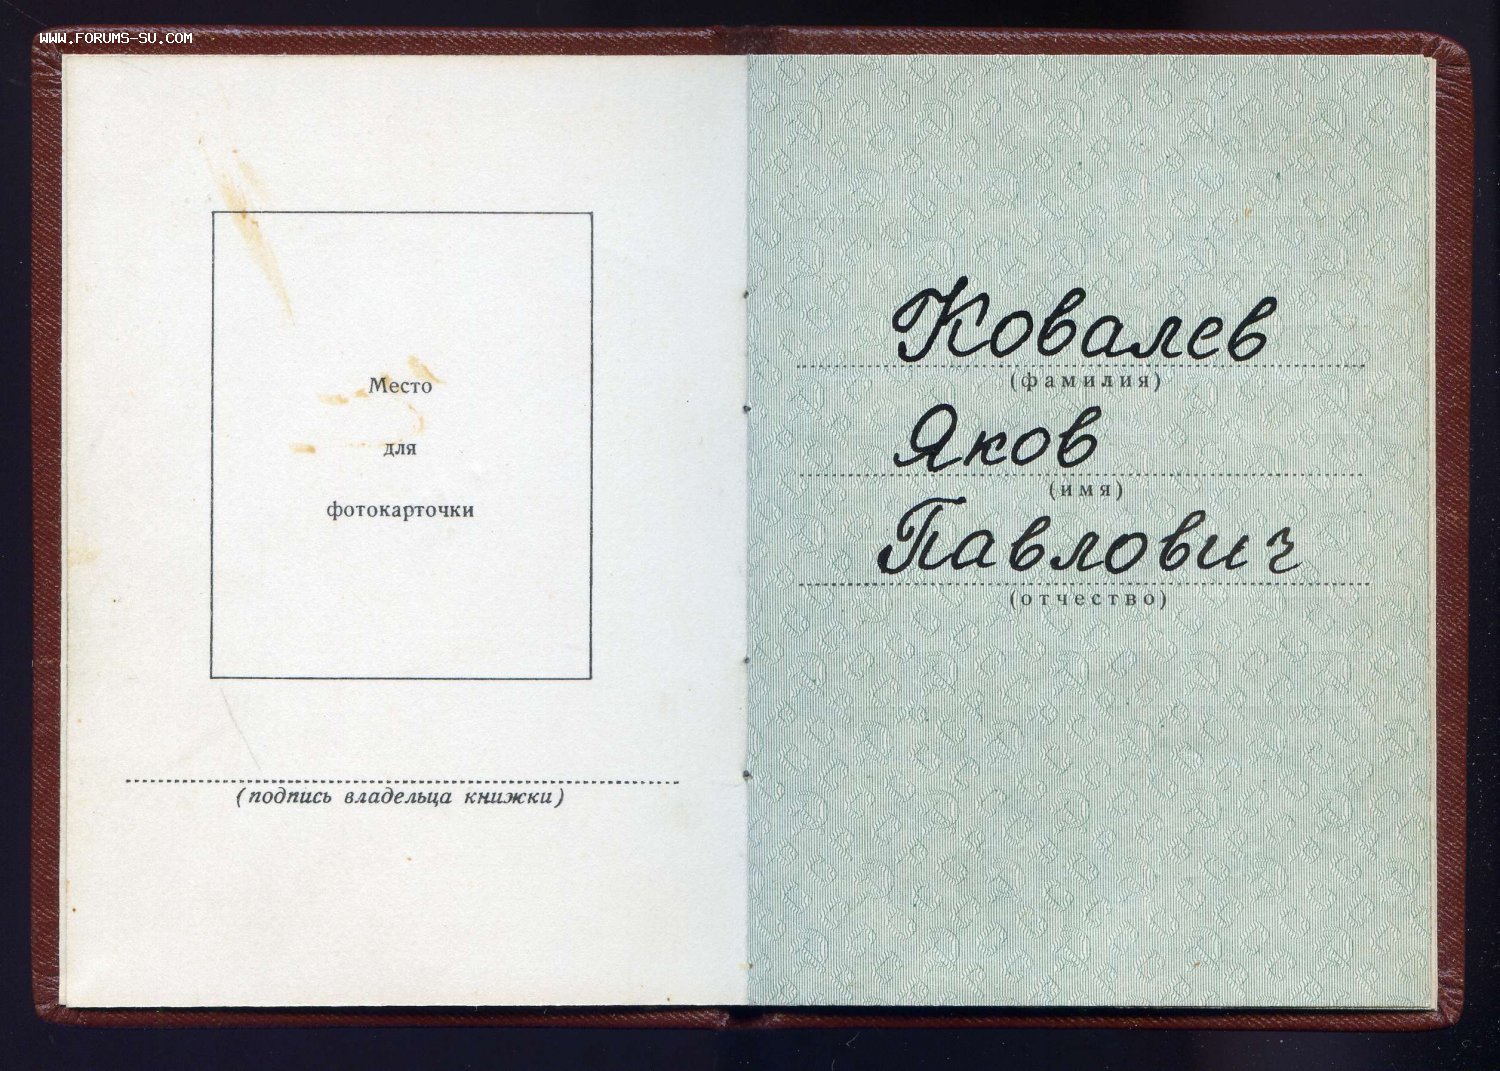 WWW.FORUMS-SU.COM
Место
для
фотокарточки
(подпись владельца книжки)
Ковалев
(фамилия)
Яков
(имя)
Павлович
(отчество)